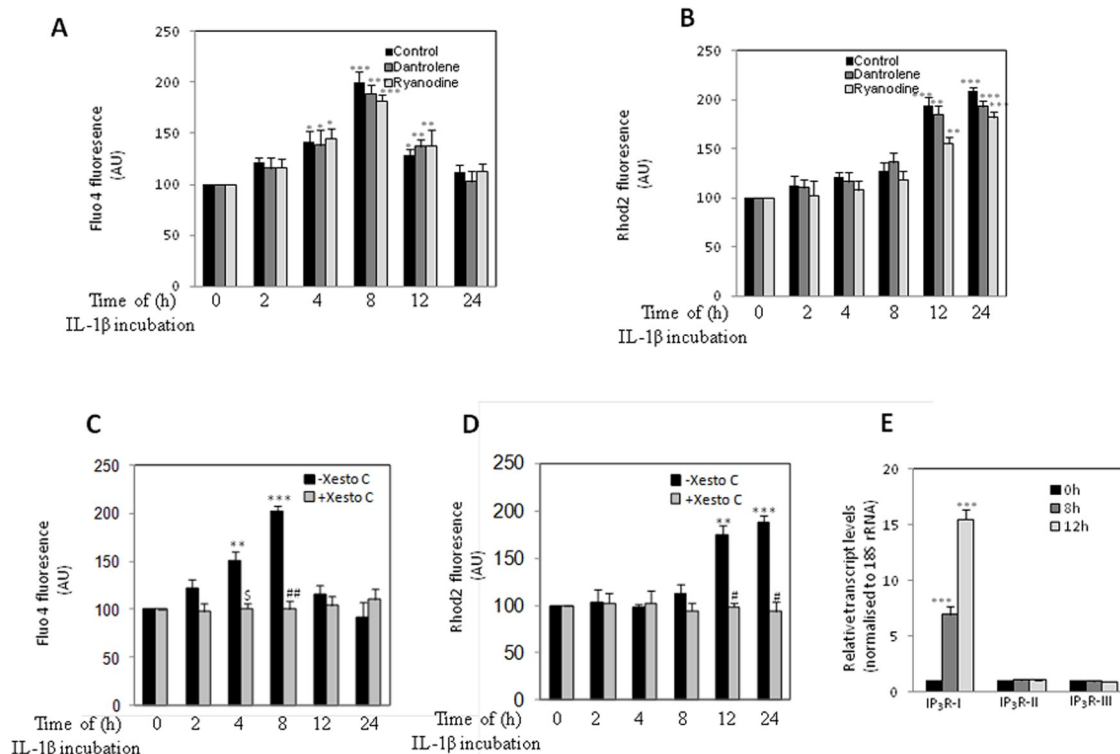 A
Fluo 4 fluoresence
(AU)
250
200
150
100
50
0
Control
Dantrolene
Ryanodine
*** ** ***
* * *
* ** **
0 2 4 8 12 24
Time of (h)
IL-1β incubation
B
Rhod2 fluoresence
(AU)
250
200
150
100
50
0
Control
Dantrolene
Ryanodine
*** ** **
*** *** ***
0 2 4 8 12 24
Time of (h)
IL-1β incubation
C
Fluo 4 fluoresence
(AU)
250
200
150
100
50
00
-Xesto C
+Xesto C
** $
*** ##
0 2 4 8 12 24
Time of (h)
IL-1β incubation
D
Rhod2 fluoresence
(AU)
250
200
150
100
50
00
-Xesto C
+Xesto C
** #
*** #
0 2 4 8 12 24
Time of (h)
IL-1β incubation
E
Relative transcript levels
(normalised to 18S rRNA)
20
15
10
5
0
0h
8h
12h
*** ***
IP3R-I IP3R-II IP3R-III